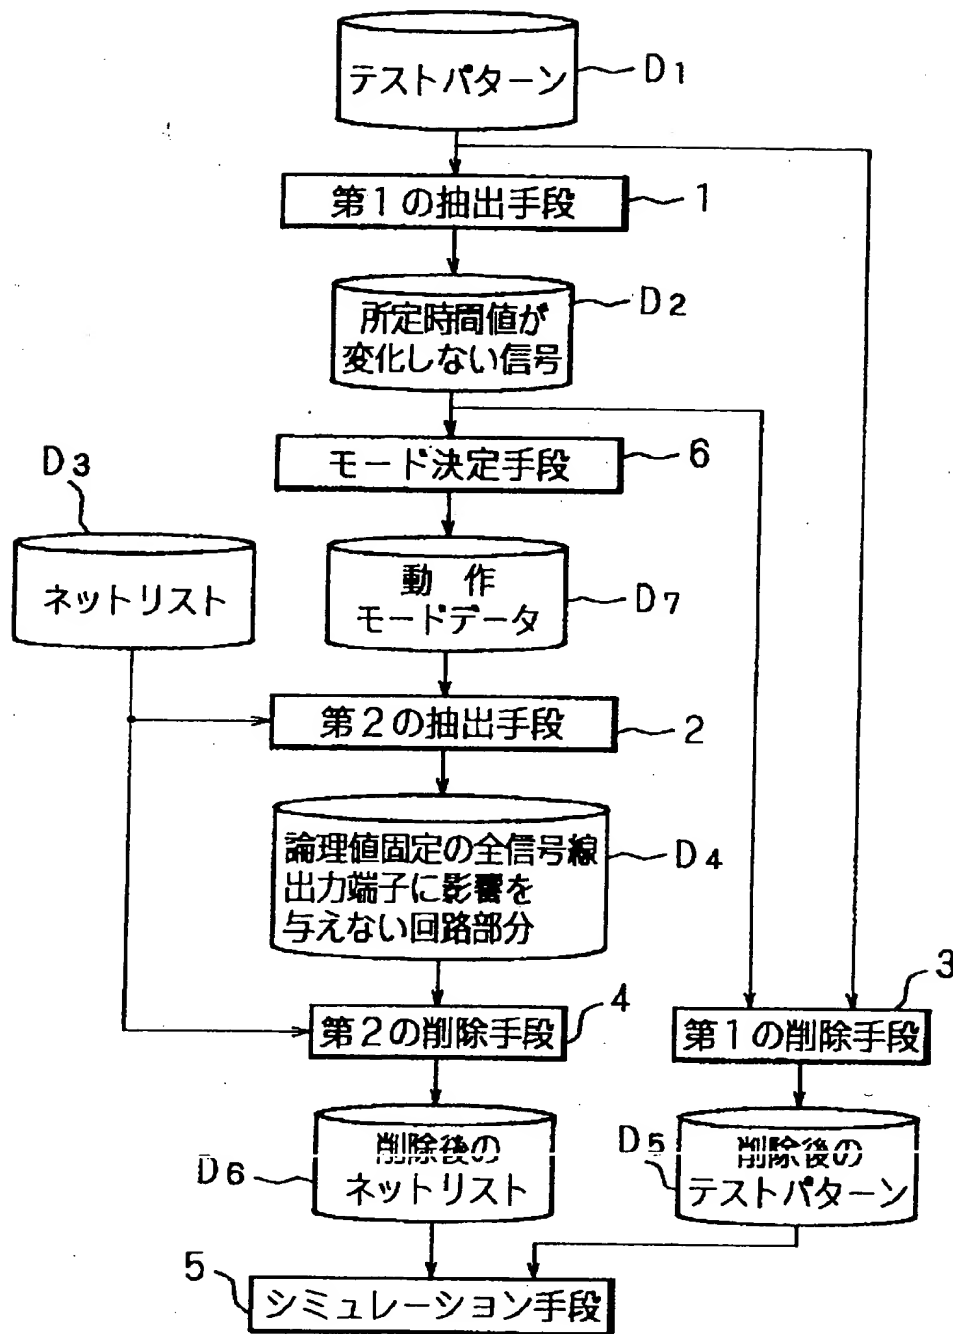 テストパターン
D1
第1の抽出手段
1
所定時間値が
変化しない信号
D2
モード決定手段
6
D3
ネットリスト
動 作
モードデータ
D7
第2の抽出手段
2
論理値固定の全信号線
出力端子に影響を
与えない回路部分
D4
第2の削除手段
4
第1の削除手段
3
D6
削除後の
ネットリスト
D5
削除後の
テストパターン
5
シミュレーション手段